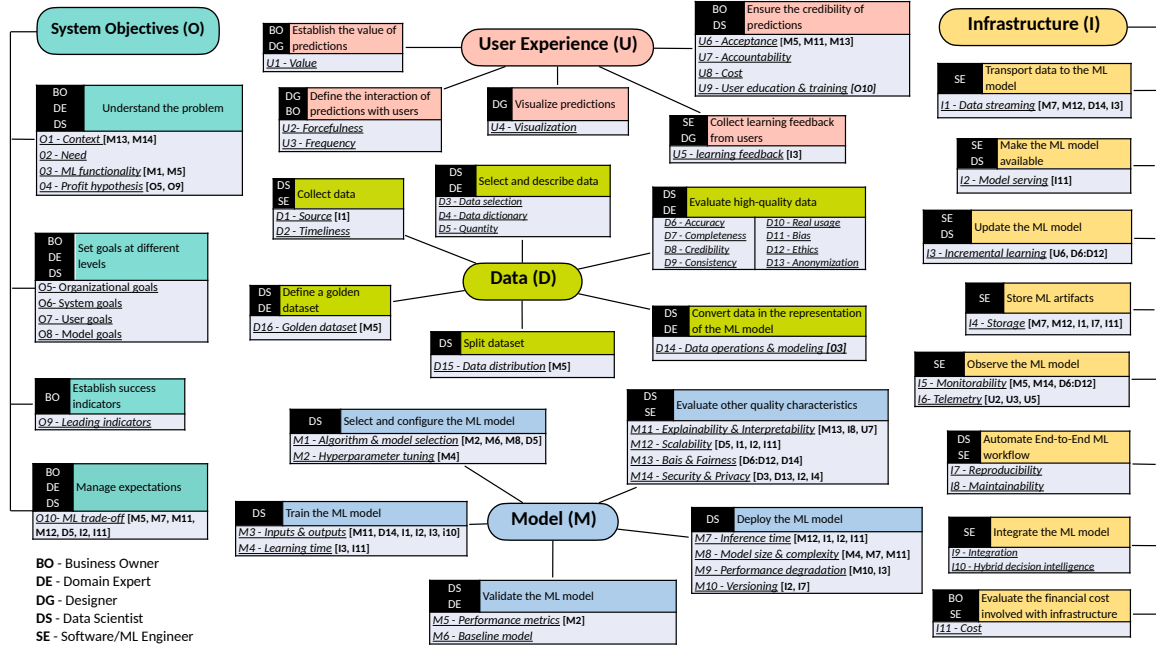 System Objectives (O)
BO
DE
DS
Understand the problem
O1 - Context [M13, M14]
02 - Need
03 - ML functionality [M1, M5]
04 - Profit hypothesis [O5, O9]
BO
DE
DS
Set goals at different
levels
O5- Organizational goals
O6- System goals
O7 - User goals
O8 - Model goals
BO
Establish success
indicators
O9 - Leading indicators
BO
DE
DS
Manage expectations
O10- ML trade-off [M5, M7, M11,
M12, D5, I2, I11]
BO - Business Owner
DE - Domain Expert
DG - Designer
DS - Data Scientist
SE - Software/ML Engineer
User Experience (U)
BO
DG
Establish the value of
predictions
U1 - Value
BO
DS
Ensure the credibility of
predictions
U6 - Acceptance [M5, M11, M13]
U7 - Accountability
U8 - Cost
U9 - User education & training [O10]
DG
BO
Define the interaction of
predictions with users
U2- Forcefulness
U3 - Frequency
DG
Visualize predictions
U4 - Visualization
SE
DG
Collect learning feedback
from users
U5 - learning feedback [I3]
Data (D)
DS
SE
Collect data
D1 - Source [I1]
D2 - Timeliness
DS
DE
Select and describe data
D3 - Data selection
D4 - Data dictionary
D5 - Quantity
DS
DE
Evaluate high-quality data
D6 - Accuracy
D7 - Completeness
D8 - Credibility
D9 - Consistency
D10 - Real usage
D11 - Bias
D12 - Ethics
D13 - Anonymization
DS
DE
Define a golden
dataset
D16 - Golden dataset [M5]
DS
Split dataset
D15 - Data distribution [M5]
DS
DE
Convert data in the representation
of the ML model
D14 - Data operations & modeling [03]
Model (M)
DS
Select and configure the ML model
M1 - Algorithm & model selection [M2, M6, M8, D5]
M2 - Hyperparameter tuning [M4]
DS
SE
Evaluate other quality characteristics
M11 - Explainability & Interpretability [M13, I8, U7]
M12 - Scalability [D5, I1, I2, I11]
M13 - Bais & Fairness [D6:D12, D14]
M14 - Security & Privacy [D3, D13, I2, I4]
DS
Train the ML model
M3 - Inputs & outputs [M11, D14, I1, I2, I3, i10]
M4 - Learning time [I3, I11]
DS
Deploy the ML model
M7 - Inference time [M12, I1, I2, I11]
M8 - Model size & complexity [M4, M7, M11]
M9 - Performance degradation [M10, I3]
M10 - Versioning [I2, I7]
DS
DE
Validate the ML model
M5 - Performance metrics [M2]
M6 - Baseline model
Infrastructure (I)
SE
Transport data to the ML
model
I1 - Data streaming [M7, M12, D14, I3]
SE
DS
Make the ML model
available
I2 - Model serving [I11]
SE
DS
Update the ML model
I3 - Incremental learning [U6, D6:D12]
SE
Store ML artifacts
I4 - Storage [M7, M12, I1, I7, I11]
SE
Observe the ML model
I5 - Monitorability [M5, M14, D6:D12]
I6- Telemetry [U2, U3, U5]
DS
SE
Automate End-to-End ML
workflow
I7 - Reproducibility
I8 - Maintainability
SE
Integrate the ML model
I9 - Integration
I10 - Hybrid decision intelligence
BO
SE
Evaluate the financial cost
involved with infrastructure
I11 - Cost